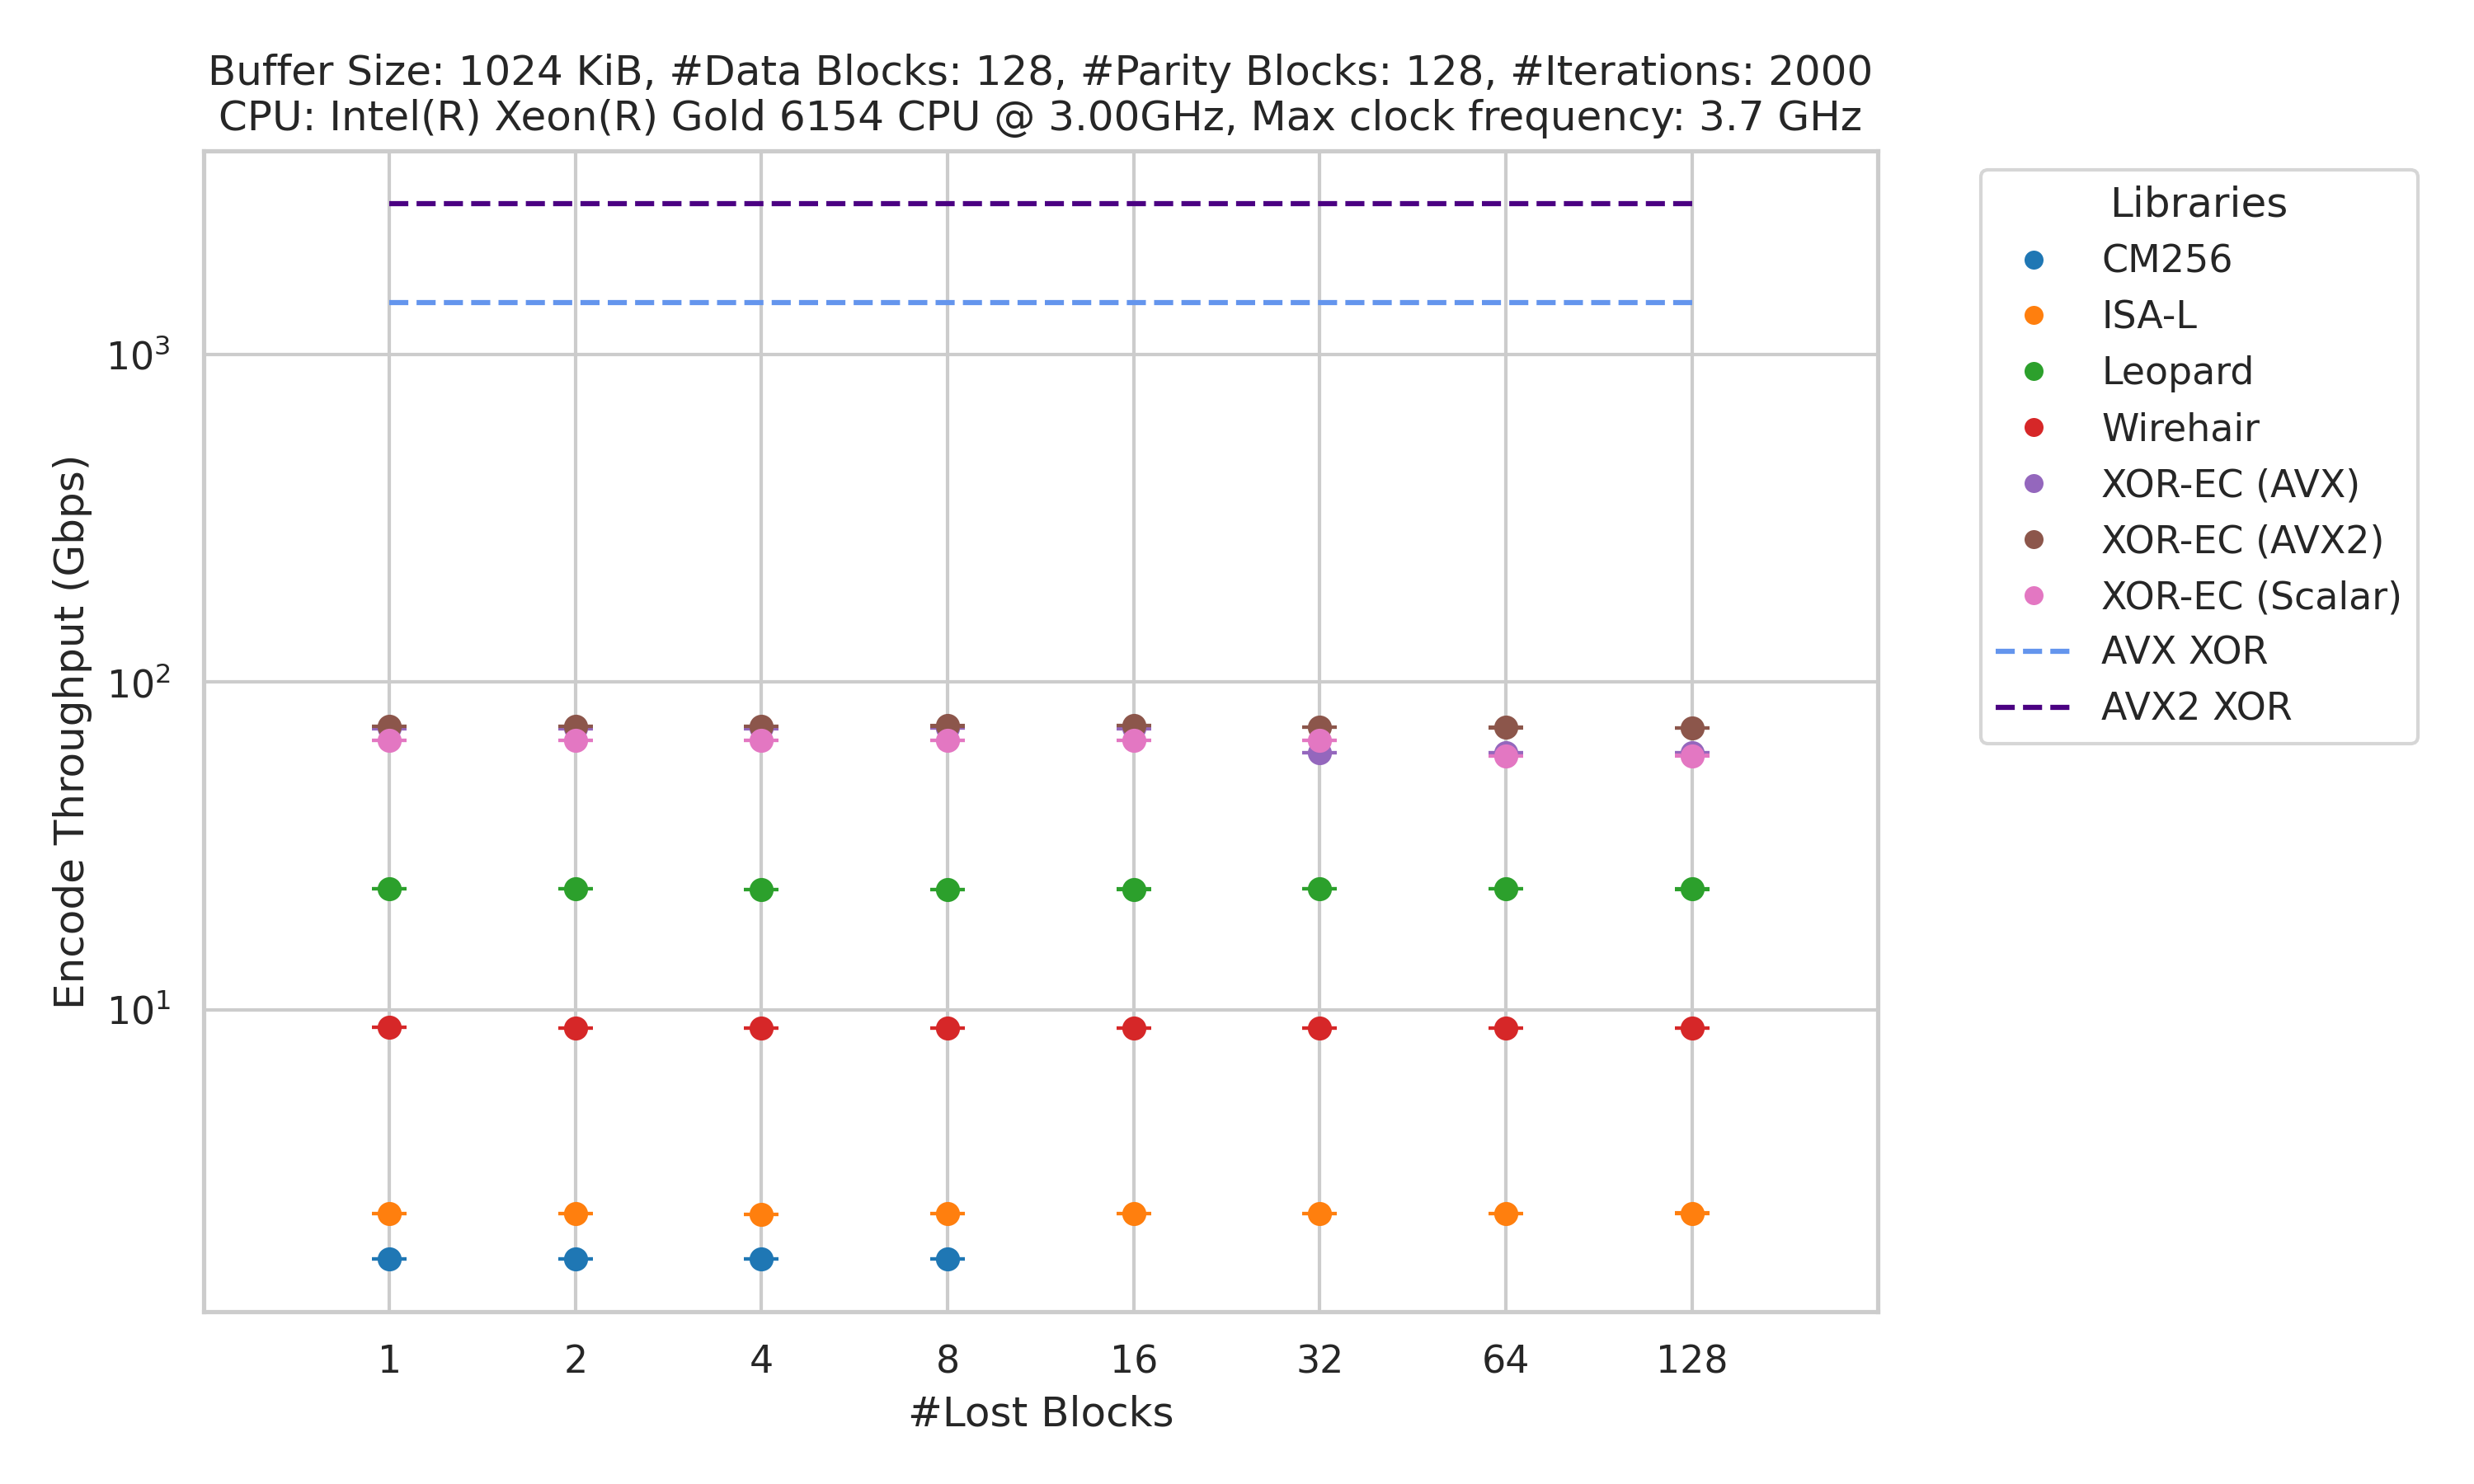 Buffer Size: 1024 KiB, #Data Blocks: 128, #Parity Blocks: 128, #Iterations: 2000
CPU: Intel(R) Xeon(R) Gold 6154 CPU @ 3.00GHz, Max clock frequency: 3.7 GHz
Encode Throughput (Gbps)
10³
10²
10¹
1 2 4 8 16 32 64 128
#Lost Blocks
Libraries
CM256
ISA-L
Leopard
Wirehair
XOR-EC (AVX)
XOR-EC (AVX2)
XOR-EC (Scalar)
AVX XOR
AVX2 XOR